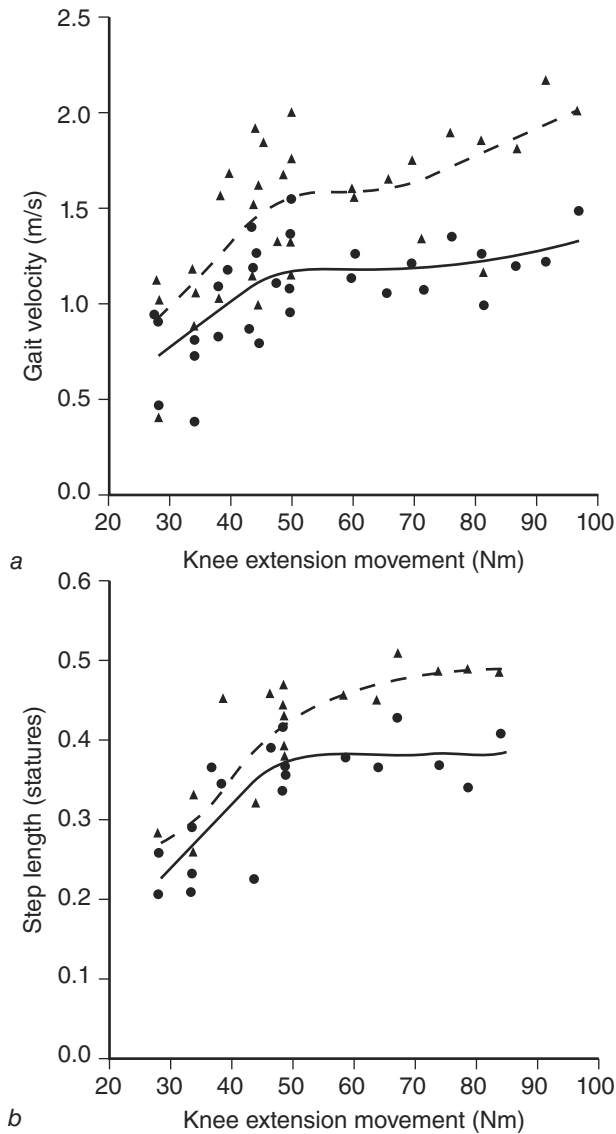 2.5
2.0
1.5
1.0
0.5
0.0
Gait velocity (m/s)
20 30 40 50 60 70 80 90 100
a Knee extension movement (Nm)
0.6
0.5
0.4
0.3
0.2
0.1
0.0
Step length (statures)
20 30 40 50 60 70 80 90 100
b Knee extension movement (Nm)